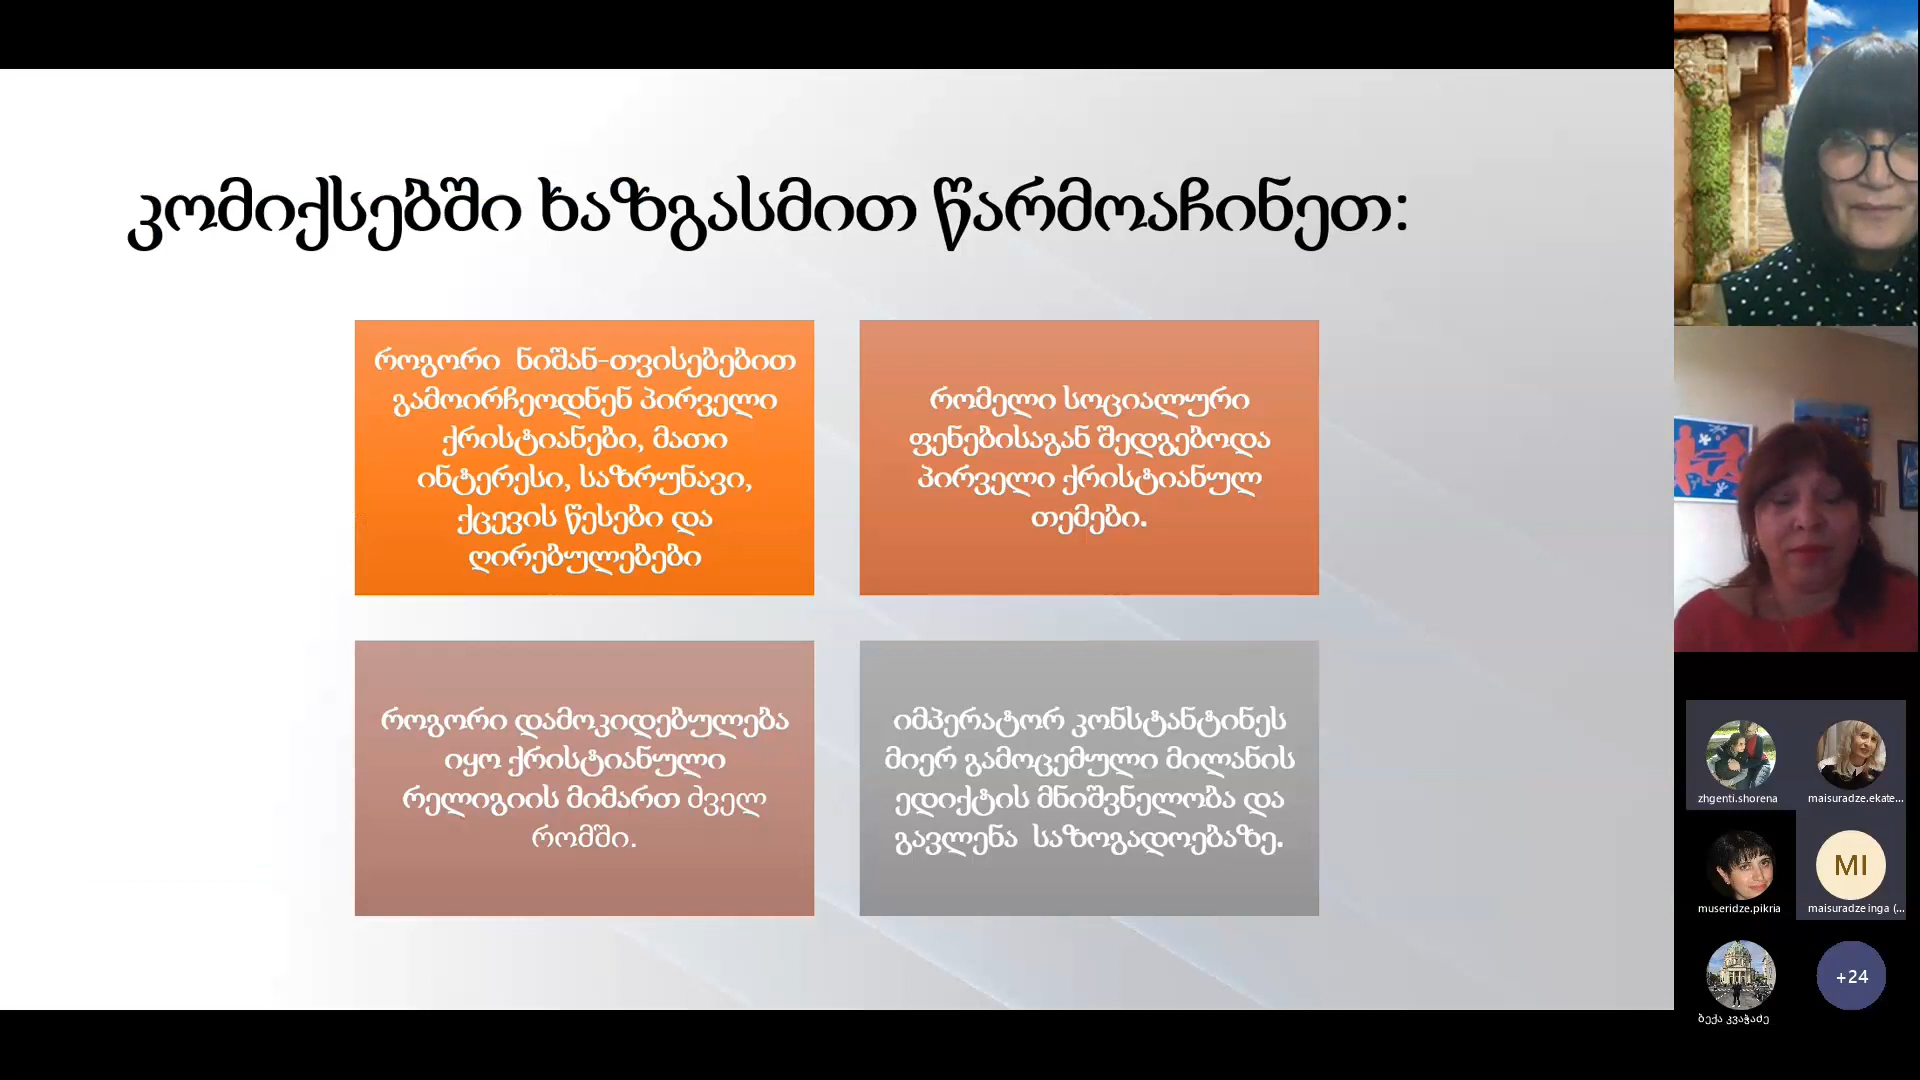 კომიქსებში ხაზგასმით წარმოაჩინეთ:
როგორი ნიშან-თვისებებით
გამოირჩეოდნენ პირველი
ქრისტიანები, მათი
ინტერესი, საზრუნავი,
ქცევის წესები და
ღირებულებები
რომელი სოციალური
ფენებისაგან შედგებოდა
პირველი ქრისტიანულ
თემები.
როგორი დამოკიდებულება
იყო ქრისტიანული
რელიგიის მიმართ ძველ
რომში.
იმპერატორ კონსტანტინეს
მიერ გამოცემული მილანის
ედიქტის მნიშვნელობა და
გავლენა საზოგადოებაზე.
zhgenti.shorena
maisuradze.ekate...
museridze.pikria
MI
maisuradze inga (...
ბექა კვაჭაძე
+24